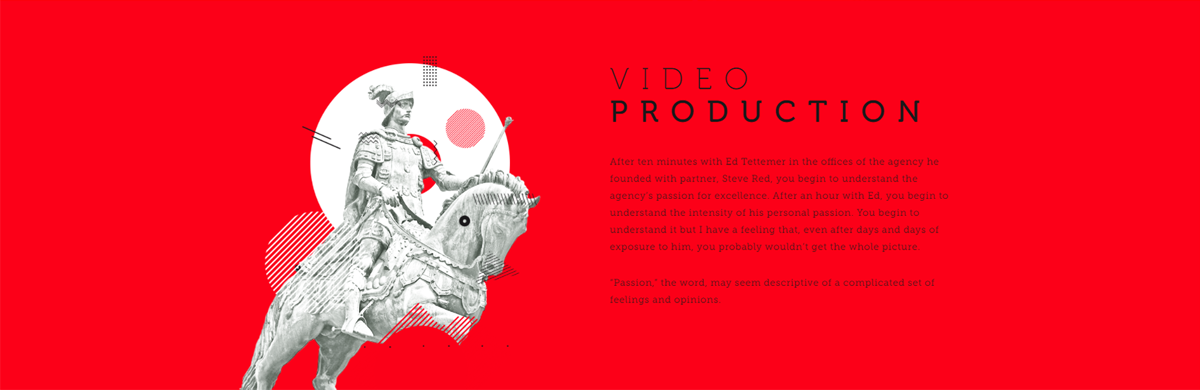 VIDEO
PRODUCTION
After ten minutes with Ed Tettemer in the offices of the agency he
founded with partner, Steve Red, you begin to understand the
agency's passion for excellence. After an hour with Ed, you begin to
understand the intensity of his personal passion. You begin to
understand it but I have a feeling that, even after days and days of
exposure to him, you probably wouldn't get the whole picture.
"Passion," the word, may seem descriptive of a complicated set of
feelings and opinions